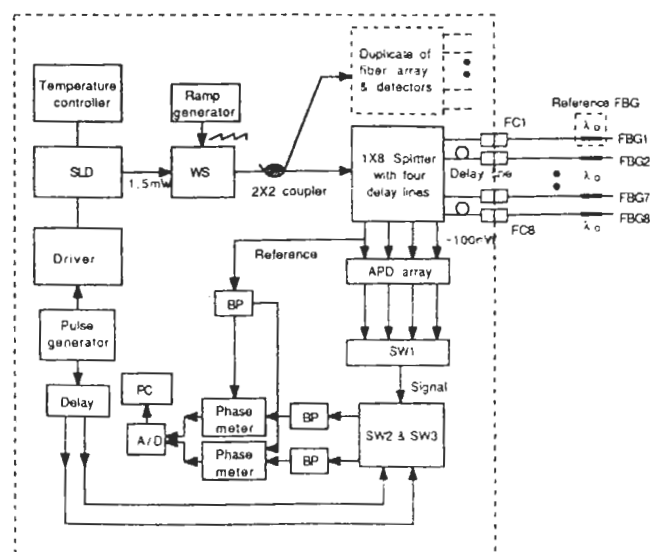 Duplicate of
fiber array
& detectors
Temperature
controller
Ramp
generator
Reference FBG
FC1
λo
FBG1
SLD
1.5mW
WS
2X2 coupler
1X8 Splitter
with four
delay lines
Delay line
FBG2
λo
FBG7
FBG8
FC8
λo
~100nW
Reference
Driver
APD array
BP
Pulse
generator
SW1
Signal
Delay
PC
Phase
meter
BP
A/D
SW2 & SW3
Phase
meter
BP